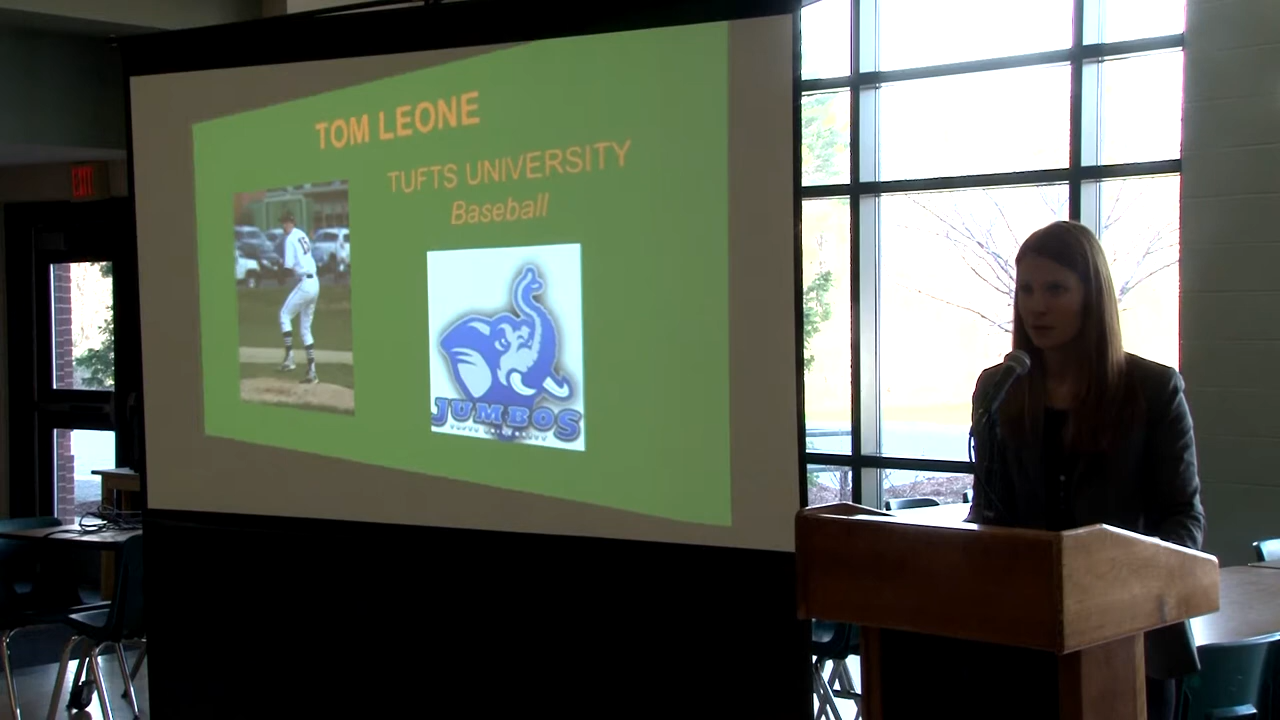 TOM LEONE
TUFTS UNIVERSITY
Baseball
JUMBOS
EXIT